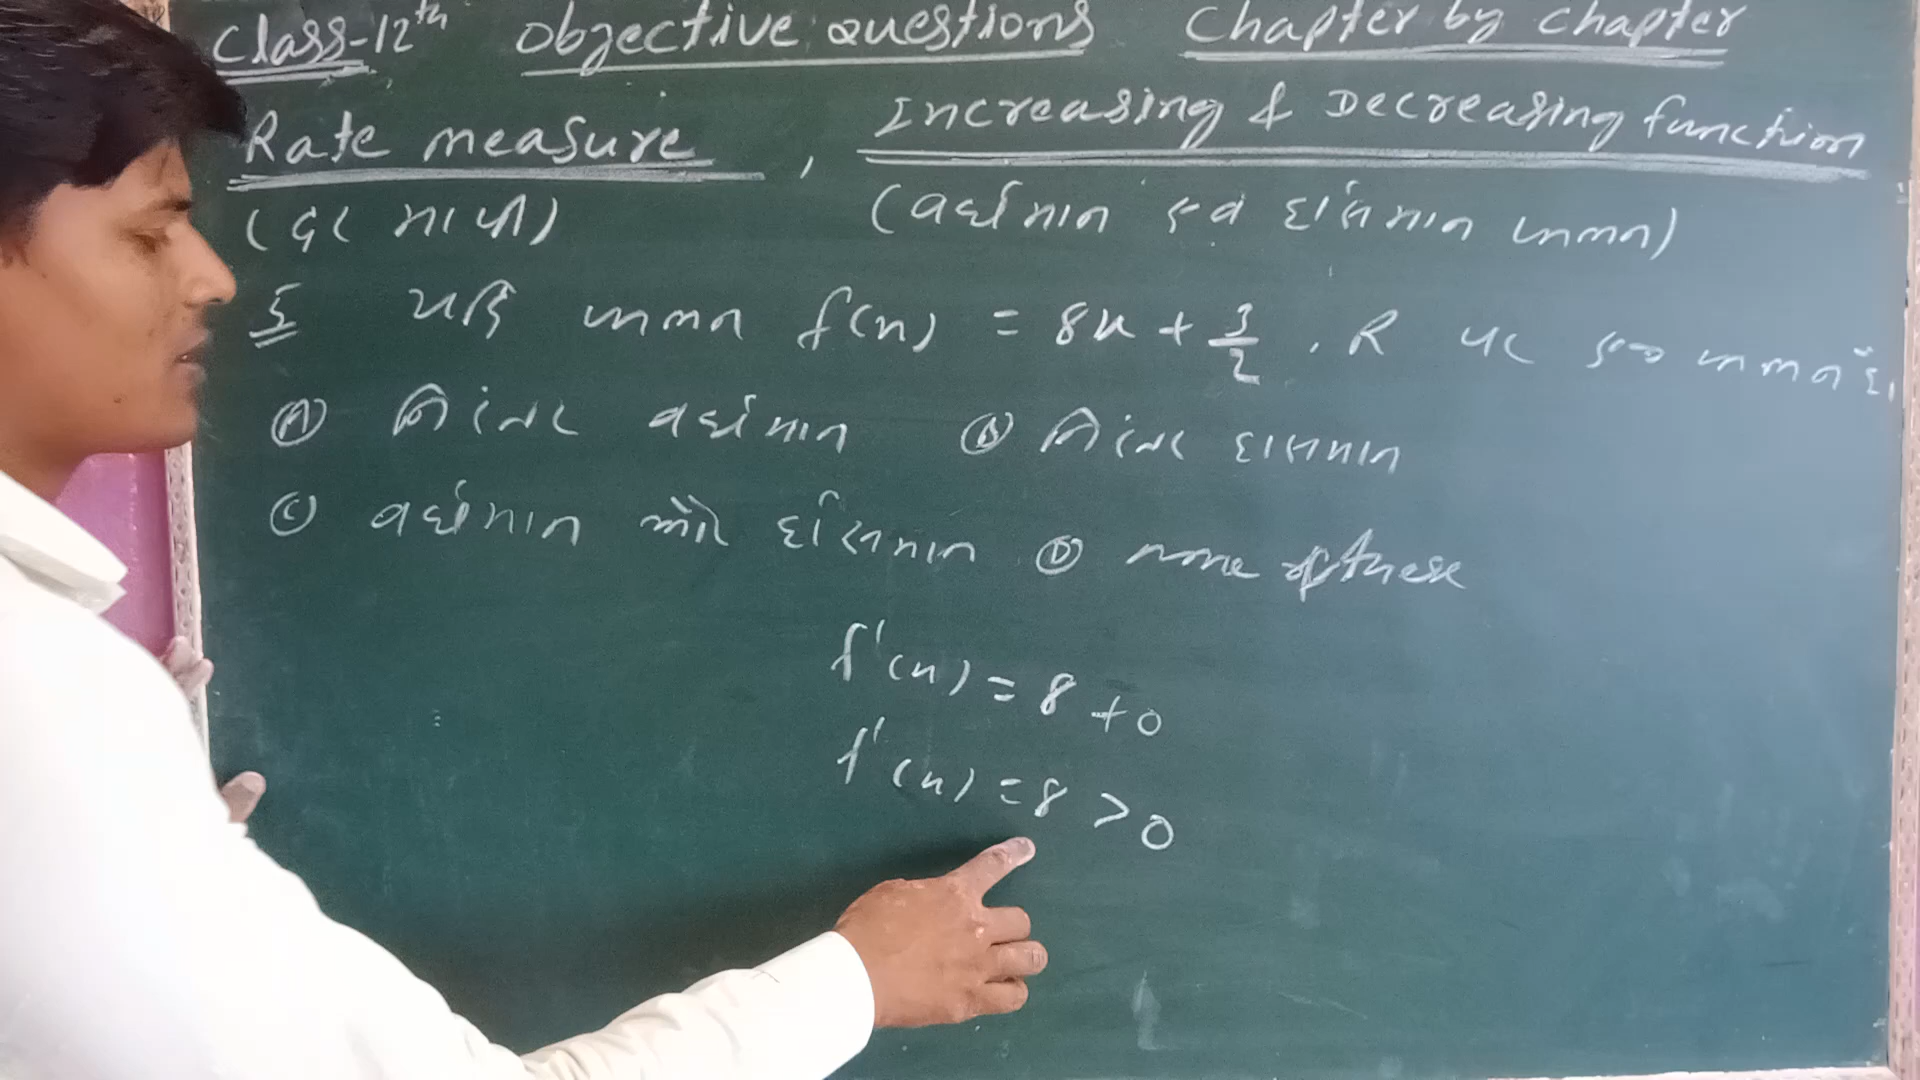 Class-12th Objective questions Chapter by Chapter
Rate measure , Increasing & Decreasing function
(दर मापी) (वर्धमान एवं ह्रासमान फलन)
5 यदि फलन f(x) = 8x + 3/2 , R पर एक फलन है।
(A) निरंतर वर्धमान (B) निरंतर ह्रासमान
(C) वर्धमान और ह्रासमान (D) none of these
f'(x) = 8 + 0
f'(x) = 8 > 0